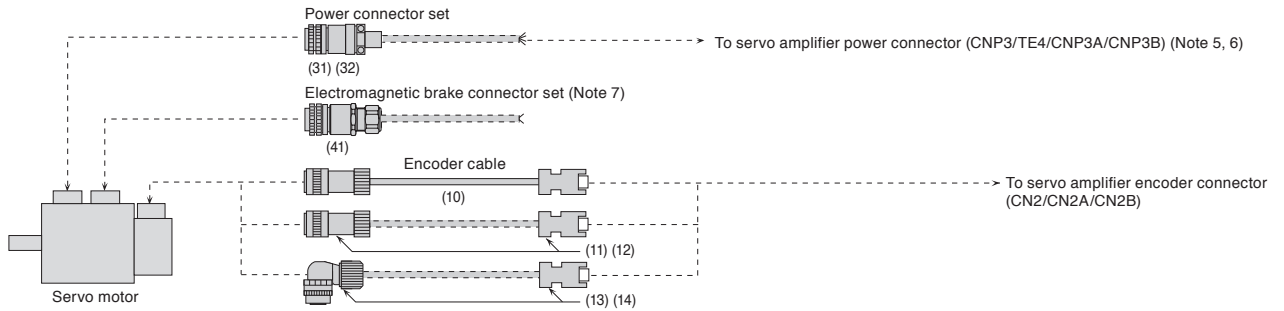 Power connector set
To servo amplifier power connector (CNP3/TE4/CNP3A/CNP3B) (Note 5, 6)
(31) (32)
Electromagnetic brake connector set (Note 7)
(41)
Encoder cable
(10)
To servo amplifier encoder connector
(CN2/CN2A/CN2B)
(11) (12)
(13) (14)
Servo motor